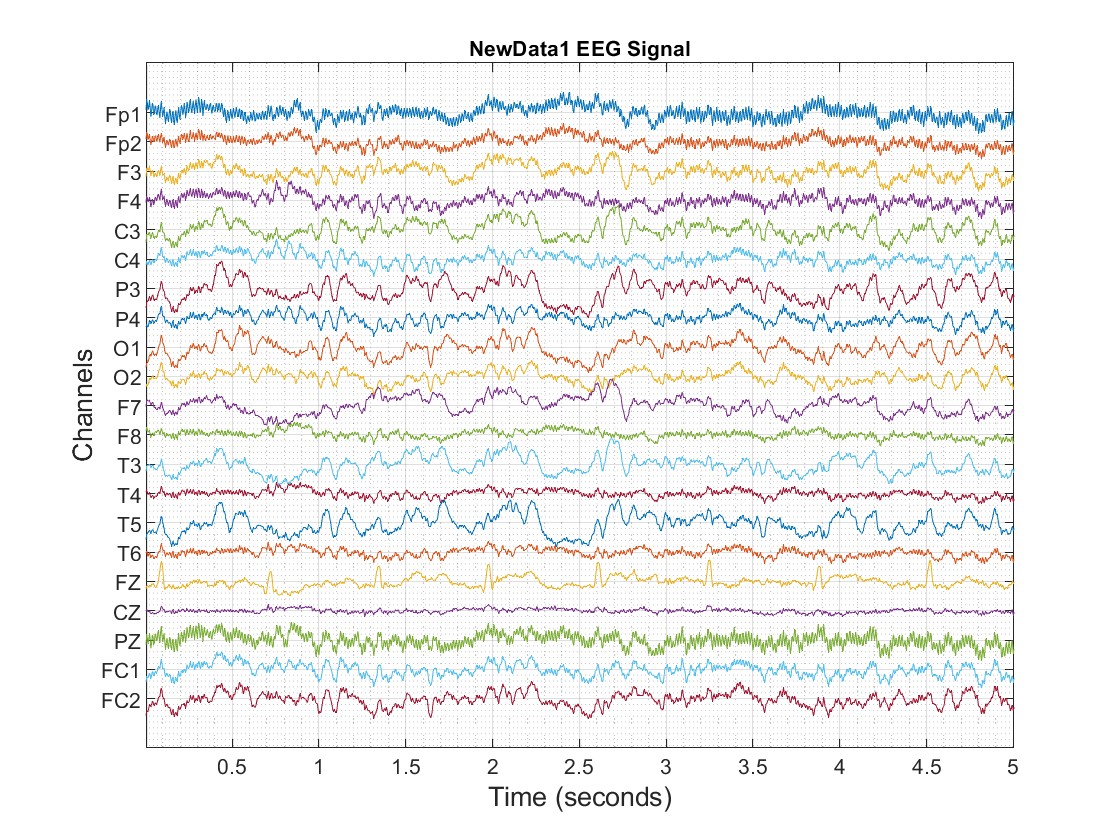 NewData1 EEG Signal
Fp1
Fp2
F3
F4
C3
C4
P3
P4
O1
O2
F7
F8
T3
T4
T5
T6
FZ
CZ
PZ
FC1
FC2
Channels
0.5 1 1.5 2 2.5 3 3.5 4 4.5 5
Time (seconds)